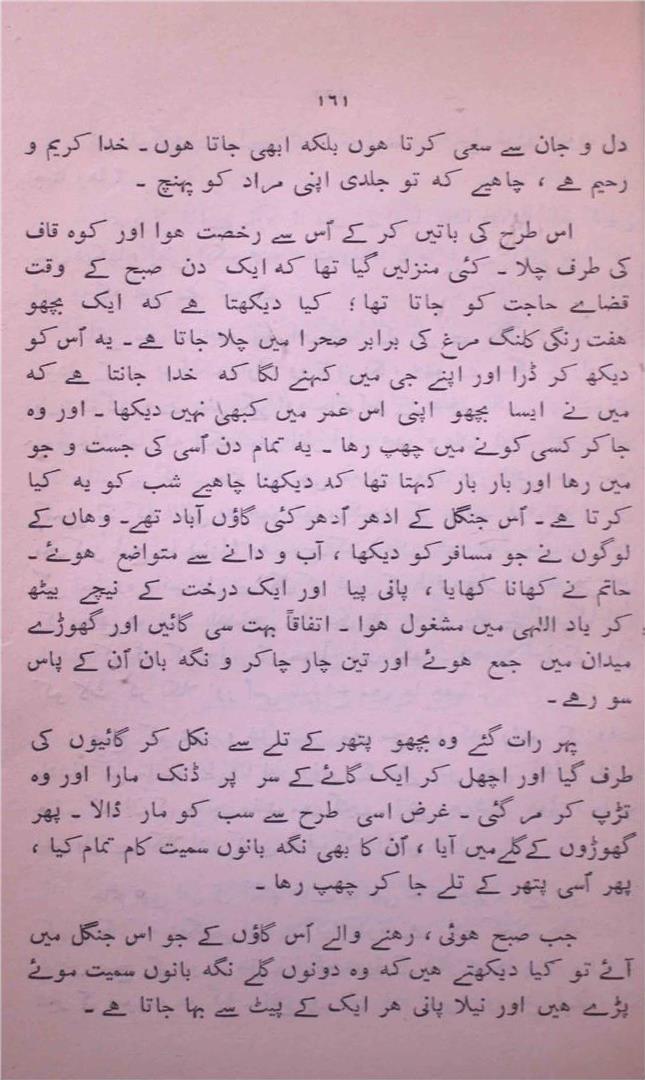 ١٦١
دل و جان سے سعی کرتا ہوں بلکہ ابھی جاتا ہوں ۔ خدا کریم و
رحیم ہے ، چاہیے کہ تو جلدی اپنی مراد کو پہنچ ۔
اس طرح کی باتیں کر کے اُس سے رخصت ہوا اور کوہ قاف
کی طرف چلا ۔ کئی منزلیں گیا تھا کہ ایک دن صبح کے وقت
قضاے حاجت کو جاتا تھا ؛ کیا دیکھتا ہے کہ ایک بچھو
ہفت رنگی کلنگ مرغ کی برابر صحرا میں چلا جاتا ہے ۔ یہ اُس کو
دیکھ کر ڈرا اور اپنے جی میں کہنے لگا کہ خدا جانتا ہے کہ
میں نے ایسا بچھو اپنی اس عمر میں کبھی نہیں دیکھا ۔ اور وہ
جا کر کسی کونے میں چھپ رہا ۔ یہ تمام دن اُسی کی جست و جو
میں رہا اور بار بار کہتا تھا کہ دیکھنا چاہیے شب کو یہ کیا
کرتا ہے ۔ اُس جنگل کے ادھر اُدھر کئی گاؤں آباد تھے ۔ وہاں کے
لوگوں نے جو مسافر کو دیکھا ، آب و دانے سے متواضع ہوئے ۔
حاتم نے کھانا کھایا ، پانی پیا اور ایک درخت کے نیچے بیٹھ
کر یاد اللہی میں مشغول ہوا ۔ اتفاقاً بہت سی گائیں اور گھوڑے
میدان میں جمع ہوئے اور تین چار چاکر و نگہ بان اُن کے پاس
سو رہے ۔
پہر رات گئے وہ بچھو پتھر کے تلے سے نکل کر گائیوں کی
طرف گیا اور اچھل کر ایک گائے کے سر پر ڈنک مارا اور وہ
تڑپ کر مر گئی ۔ غرض اسی طرح سے سب کو مار ڈالا ۔ پھر
گھوڑوں کے گلے میں آیا ، اُن کا بھی نگہ بانوں سمیت کام تمام کیا ،
پھر اُسی پتھر کے تلے جا کر چھپ رہا ۔
جب صبح ہوئی ، رہنے والے اُس گاؤں کے جو اس جنگل میں
آئے تو کیا دیکھتے ہیں کہ وہ دونوں گلے نگہ بانوں سمیت موئے
پڑے ہیں اور نیلا پانی ہر ایک کے پیٹ سے بہا جاتا ہے ۔